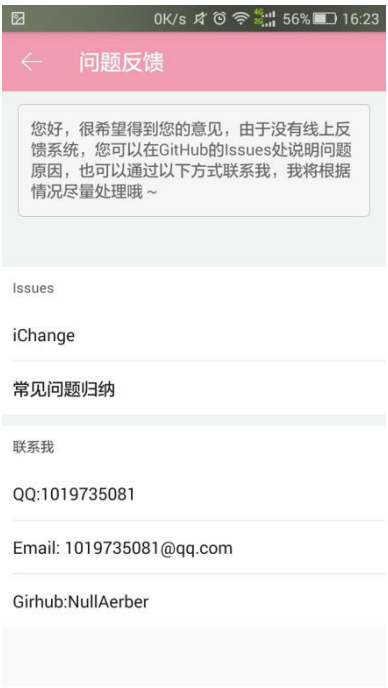 0K/s 4G 2G 56% 16:23
问题反馈
您好，很希望得到您的意见，由于没有线上反
馈系统，您可以在GitHub的Issues处说明问题
原因，也可以通过以下方式联系我，我将根据
情况尽量处理哦 ~
Issues
iChange
常见问题归纳
联系我
QQ:1019735081
Email: 1019735081@qq.com
Girhub:NullAerber